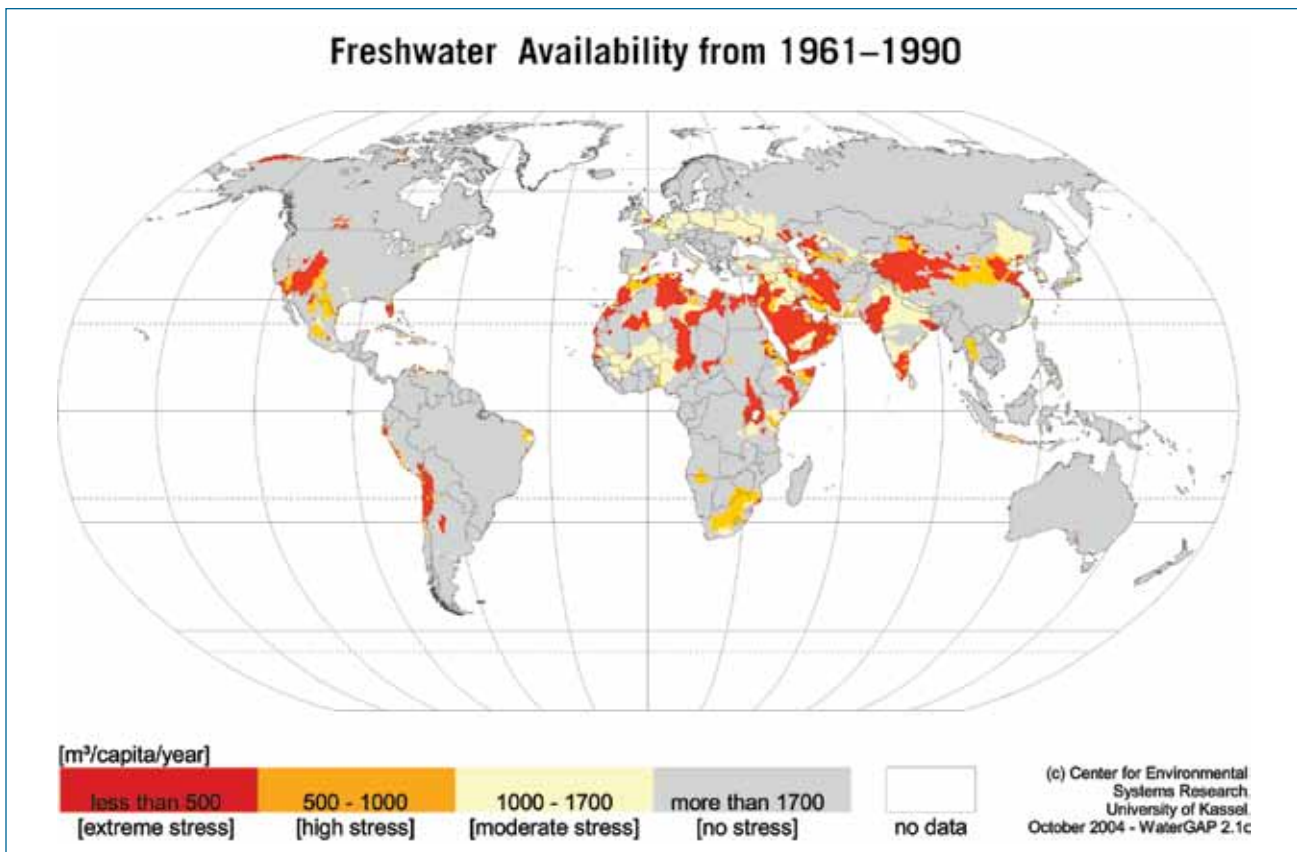 Freshwater Availability from 1961–1990
[m³/capita/year]
less than 500
500 - 1000
1000 - 1700
more than 1700
[extreme stress]
[high stress]
[moderate stress]
[no stress]
no data
(c) Center for Environmental
Systems Research,
University of Kassel,
October 2004 - WaterGAP 2.1c